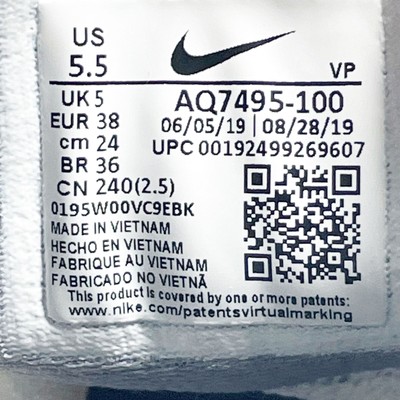 US
5.5
VP
UK 5
EUR 38
cm 24
BR 36
CN 240(2.5)
AQ7495-100
06/05/19 | 08/28/19
UPC 00192499269607
0195W00VC9EBK
MADE IN VIETNAM
HECHO EN VIETNAM
FABRIQUE AU VIETNAM
FABRICADO NO VIETNÃ
This product is covered by one or more patents:
www.nike.com/patentsvirtualmarking